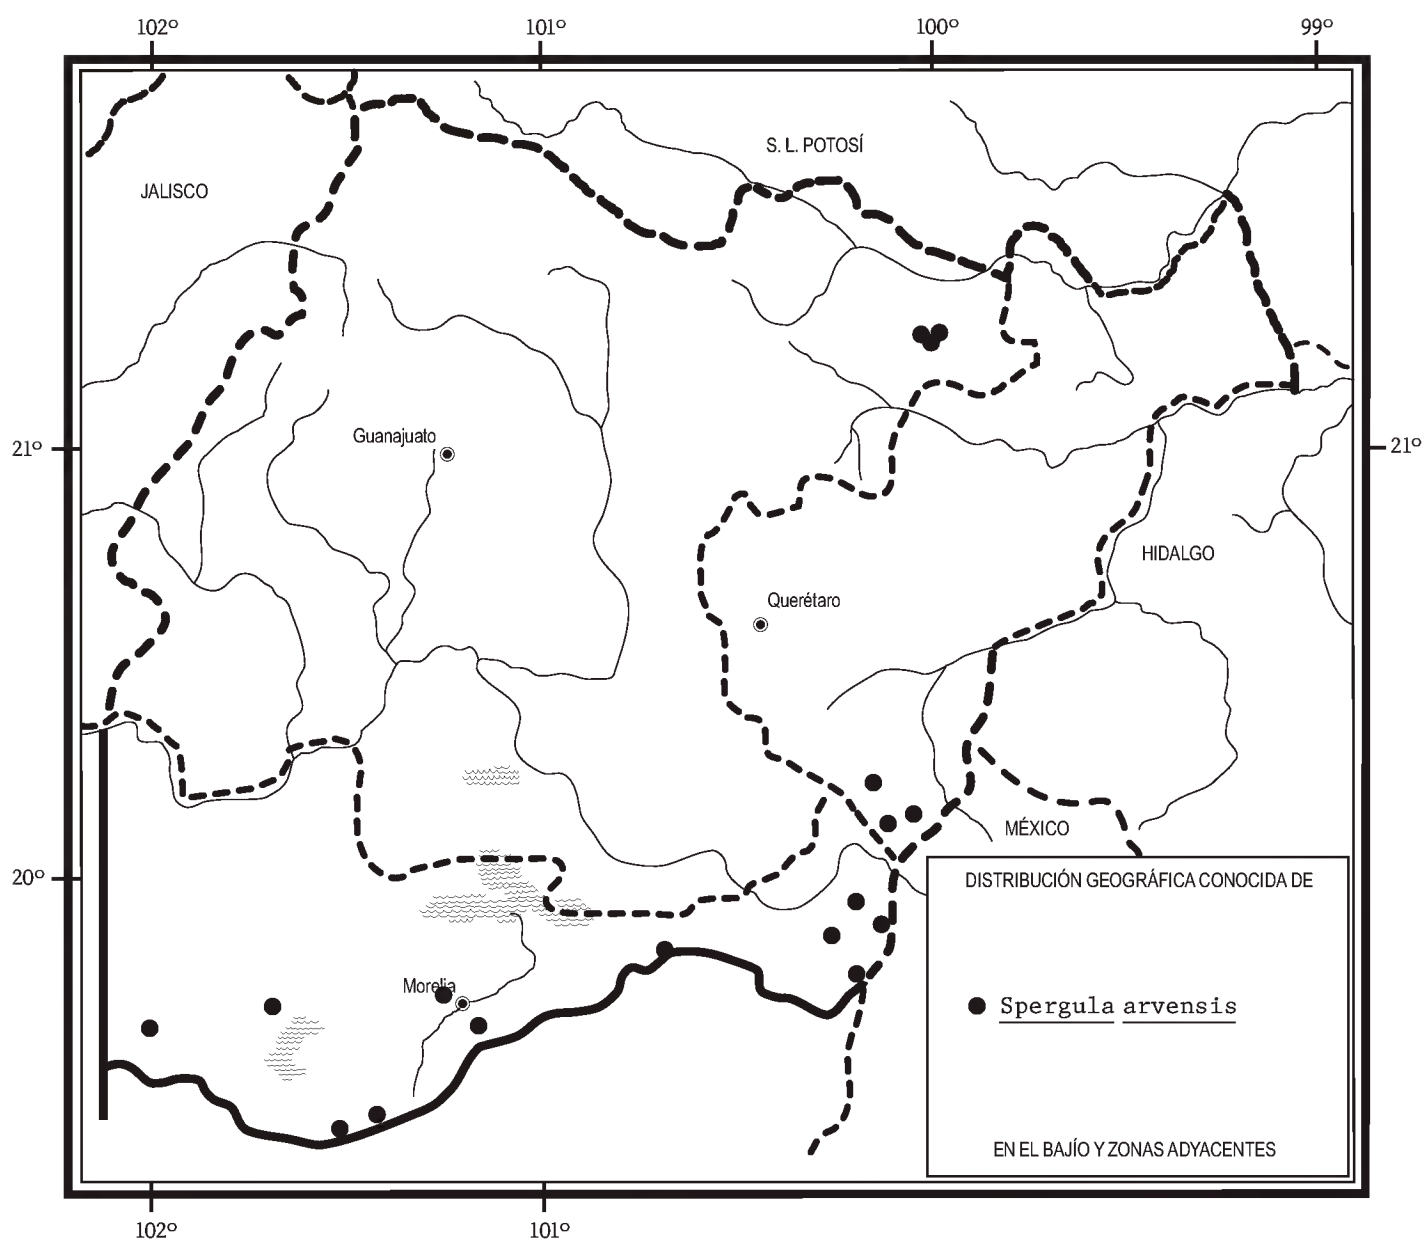 102° 101° 100° 99°
S. L. POTOSÍ
JALISCO
Guanajuato
21° 21°
HIDALGO
Querétaro
MÉXICO
20°
DISTRIBUCIÓN GEOGRÁFICA CONOCIDA DE
Morelia
Spergula arvensis
EN EL BAJÍO Y ZONAS ADYACENTES
102° 101°